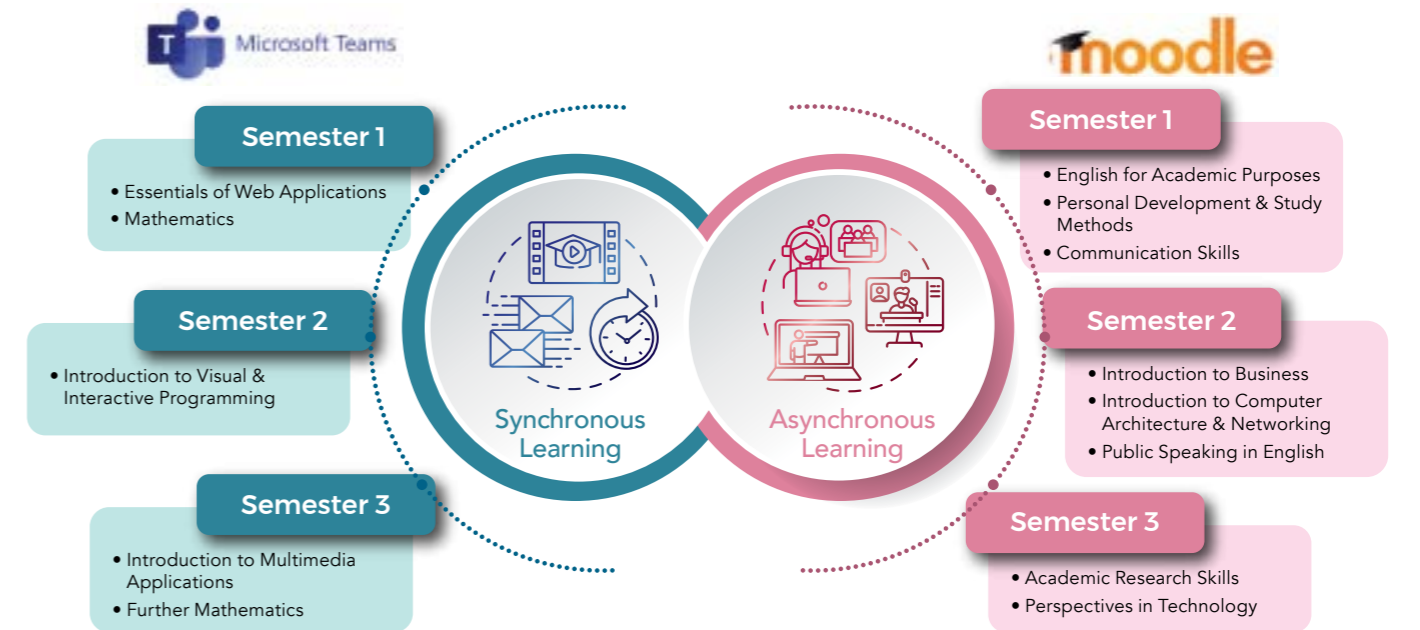 Microsoft Teams
Semester 1
• Essentials of Web Applications
• Mathematics
Semester 2
• Introduction to Visual &
Interactive Programming
Semester 3
• Introduction to Multimedia
Applications
• Further Mathematics
Synchronous
Learning
Asynchronous
Learning
moodle
Semester 1
• English for Academic Purposes
• Personal Development & Study
Methods
• Communication Skills
Semester 2
• Introduction to Business
• Introduction to Computer
Architecture & Networking
• Public Speaking in English
Semester 3
• Academic Research Skills
• Perspectives in Technology